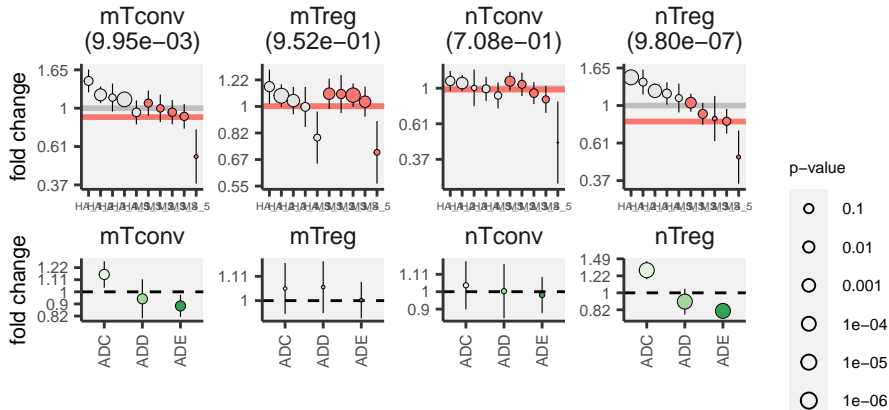 mTconv
(9.95e−03)
mTreg
(9.52e−01)
nTconv
(7.08e−01)
nTreg
(9.80e−07)
fold change
1.65
1
0.61
0.37
1.22
1
0.82
0.67
0.55
1
0.61
0.37
1.65
1
0.61
0.37
mTconv
mTreg
nTconv
nTreg
fold change
1.22
1.11
1
0.9
0.82
1.11
1
1.11
1
0.9
1.49
1.22
1
0.82
ADC
ADD
ADE
ADC
ADD
ADE
ADC
ADD
ADE
ADC
ADD
ADE
p−value
0.1
0.01
0.001
1e−04
1e−05
1e−06